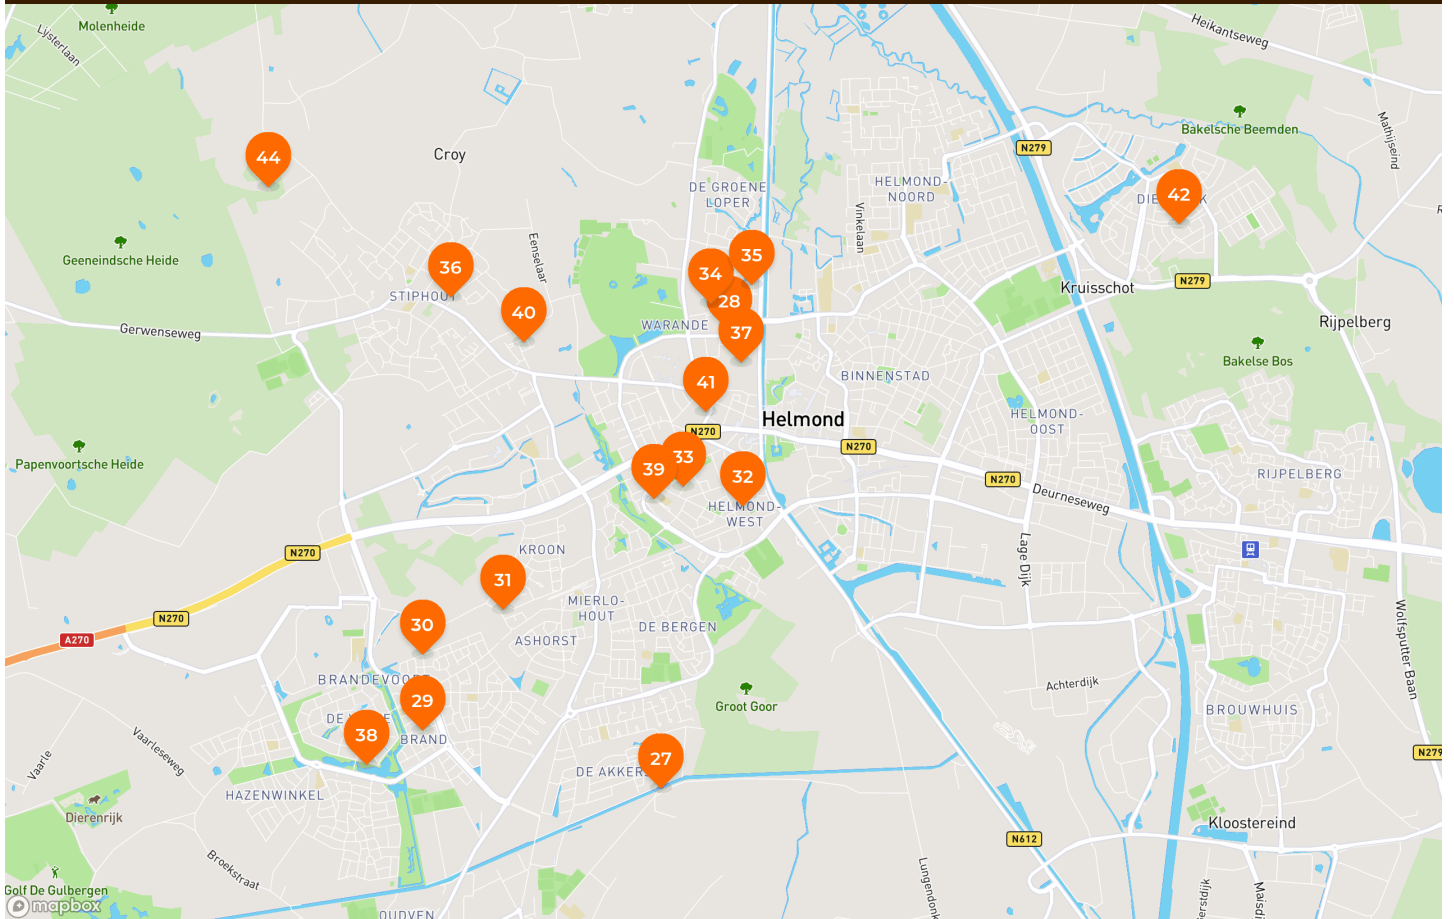 Molenheide
Lijsterlaan
Heikantseweg
Bakelsche Beemden
Mathijseind
N279
44
Croy
DE GROENE
LOPER
HELMOND-
NOORD
42
Vinkelaan
Geeneindsche Heide
Eenselaar
36
STIPHOUT
35
34
28
N279
Kruisschot
40
Gerwenseweg
WARANDE
37
Rijpelberg
Bakelse Bos
BINNENSTAD
41
Helmond
HELMOND-
OOST
N270
N270
Papenvoortsche Heide
33
39
32
RIJPELBERG
N270
Deurneseweg
HELMOND-
WEST
N270
KROON
Lage Dijk
31
MIERLO-
HOUT
N270
A270
30
ASHORST
DE BERGEN
Wolfsputter Baan
BRANDEVOORT
Achterdijk
29
Groot Goor
BROUWHUIS
38
BRAND
Vaarleseweg
Vaarle
N279
27
DE AKKERS
HAZENWINKEL
Dierenrijk
Kloostereind
N612
Broekstraat
Golf De Gulbergen
mapbox